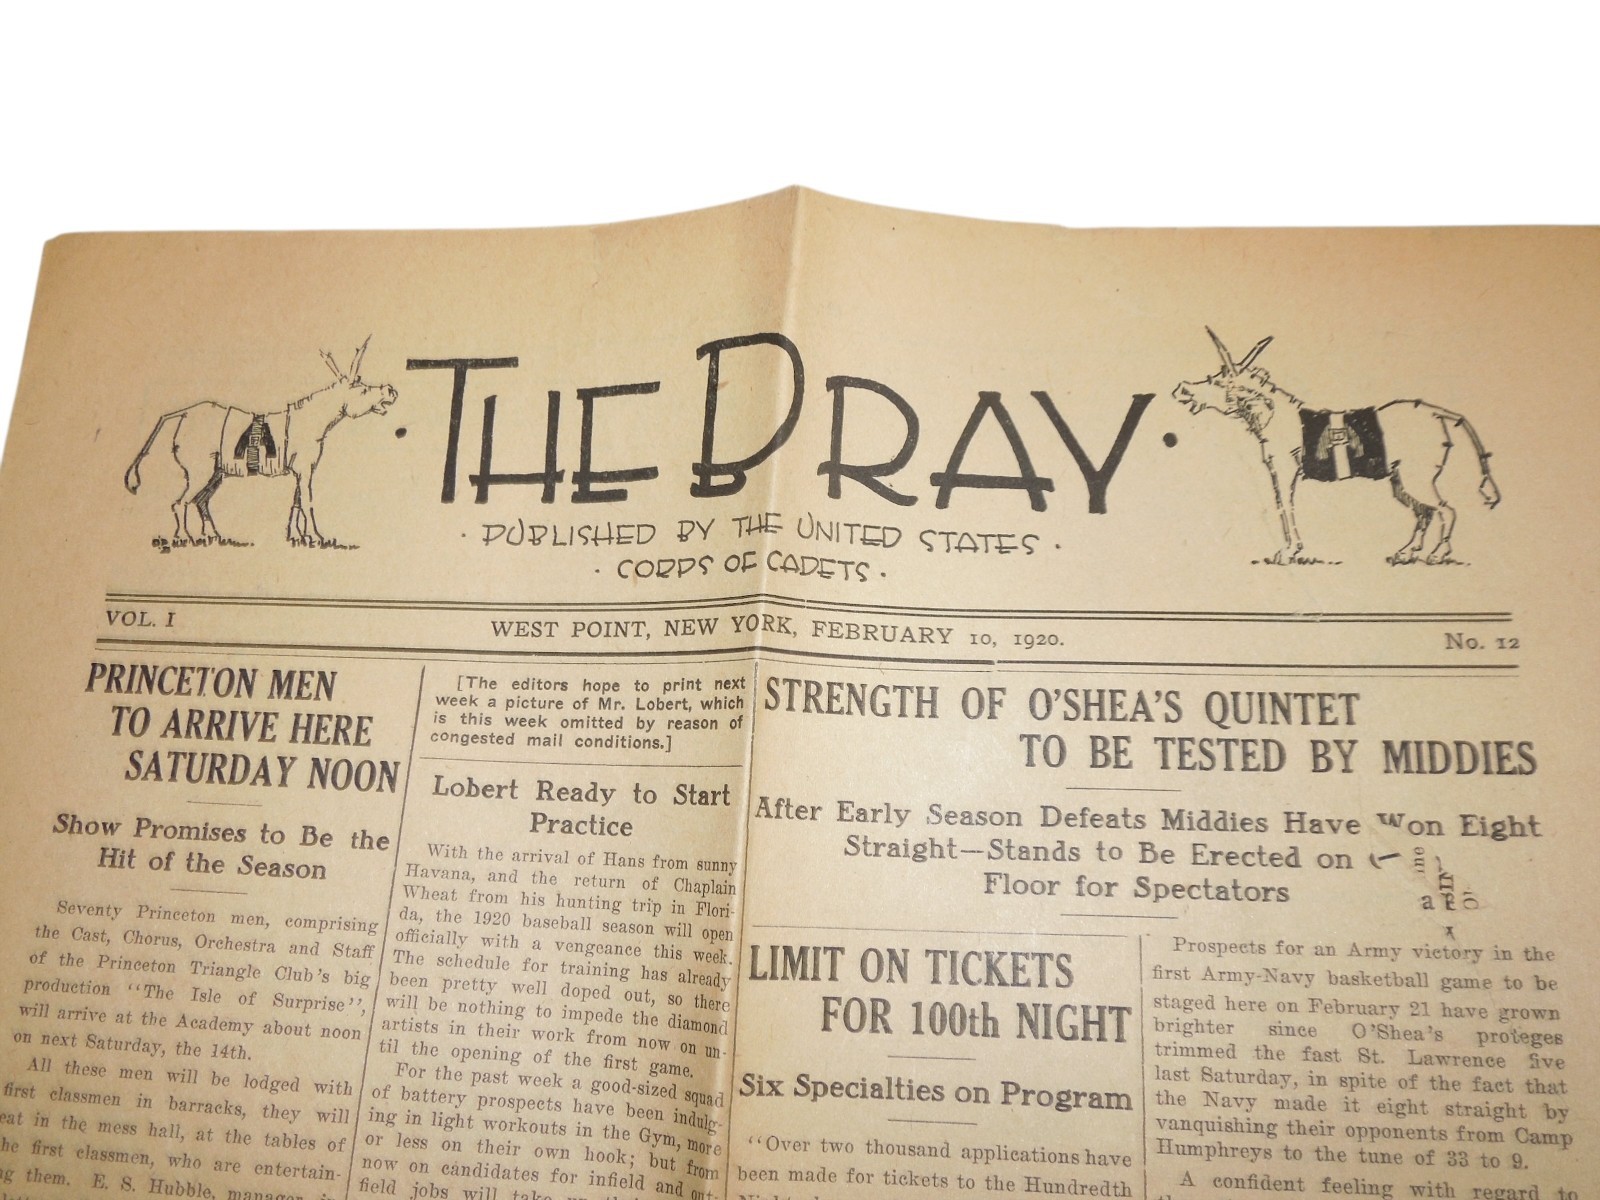 THE BRAY
PUBLISHED BY THE UNITED STATES
CORPS OF CADETS
VOL. I
WEST POINT, NEW YORK, FEBRUARY 10, 1920.
No. 12
PRINCETON MEN
TO ARRIVE HERE
SATURDAY NOON
Show Promises to Be the
Hit of the Season
Seventy Princeton men, comprising
the Cast, Chorus, Orchestra and Staff
of the Princeton Triangle Club's big
production "The Isle of Surprise",
will arrive at the Academy about noon
on next Saturday, the 14th.
All these men will be lodged with
first classmen in barracks, they will
eat in the mess hall, at the tables of
the first classmen, who are entertain-
ing them. E. S. Hubble, manager
[The editors hope to print next
week a picture of Mr. Lobert, which
is this week omitted by reason of
congested mail conditions.]
Lobert Ready to Start
Practice
With the arrival of Hans from sunny
Havana, and the return of Chaplain
Wheat from his hunting trip in Flori-
da, the 1920 baseball season will open
officially with a vengeance this week.
The schedule for training has already
been pretty well doped out, so there
will be nothing to impede the diamond
artists in their work from now on un-
til the opening of the first game.
For the past week a good-sized squad
of battery prospects have been indulg-
ing in light workouts in the Gym, more
or less on their own hook; but from
now on candidates for infield and out-
field jobs will take
STRENGTH OF O'SHEA'S QUINTET
TO BE TESTED BY MIDDIES
After Early Season Defeats Middies Have Won Eight
Straight—Stands to Be Erected on
Floor for Spectators
LIMIT ON TICKETS
FOR 100th NIGHT
Six Specialties on Program
"Over two thousand applications have
been made for tickets to the Hundredth
Prospects for an Army victory in the
first Army-Navy basketball game to be
staged here on February 21 have grown
brighter since O'Shea's proteges
trimmed the fast St. Lawrence five
last Saturday, in spite of the fact that
the Navy made it eight straight by
vanquishing their opponents from Camp
Humphreys to the tune of 33 to 9.
A confident feeling with regard to